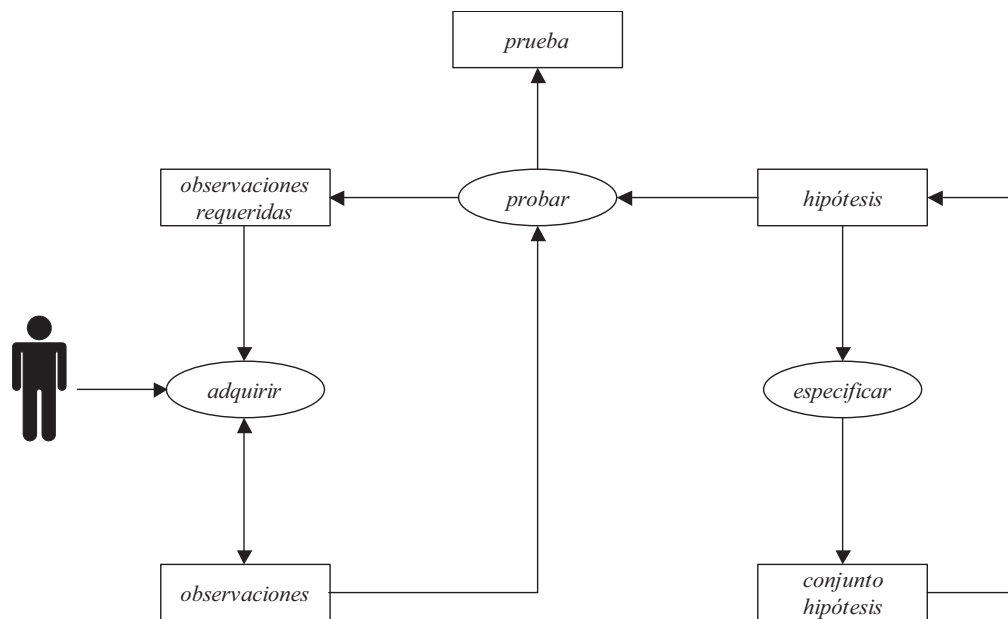 prueba
observaciones
requeridas
probar
hipótesis
adquirir
especificar
observaciones
conjunto
hipótesis